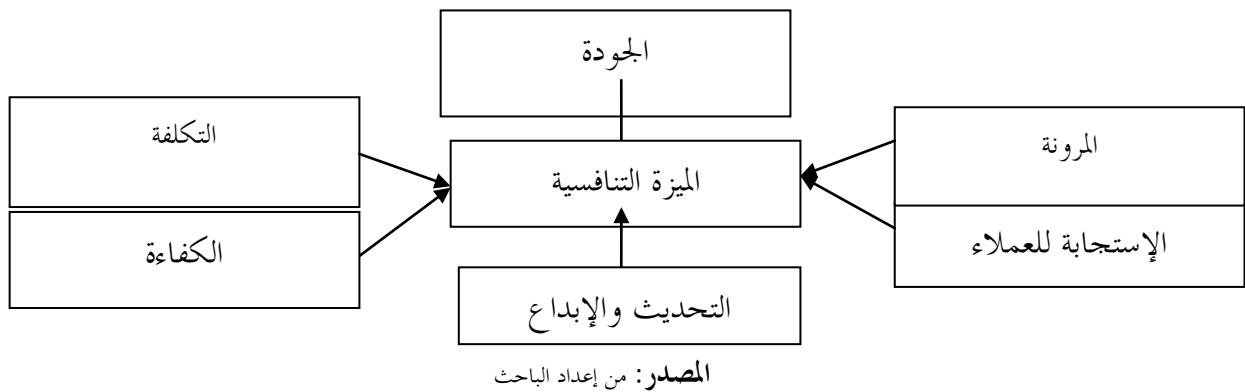 الجودة
المرونة
التكلفة
الميزة التنافسية
الإستجابة للعملاء
الكفاءة
التحديث والإبداع
المصدر: من إعداد الباحث